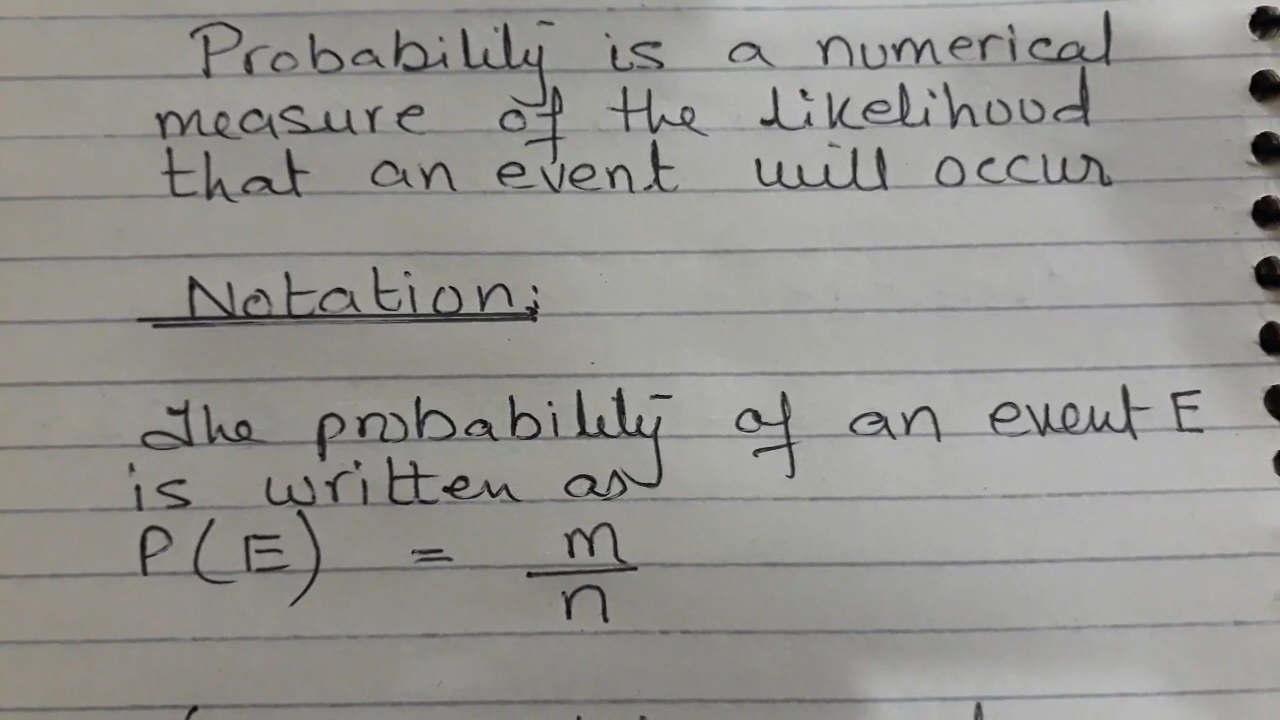 Probability is a numerical
measure of the likelihood
that an event will occur
Notation:
The probability of an event E
is written as
P(E) = m/n